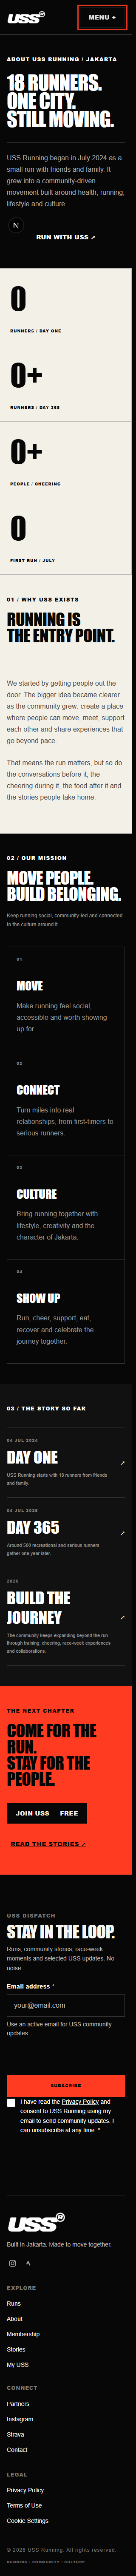 USS R
MENU +
ABOUT USS RUNNING / JAKARTA
18 RUNNERS.
ONE CITY.
STILL MOVING.
USS Running began in July 2024 as a
small run with friends and family. It
grew into a community-driven
movement built around health, running,
lifestyle and culture.
N
RUN WITH USS ↗
0
RUNNERS / DAY ONE
0+
RUNNERS / DAY 365
0+
PEOPLE / CHEERING
0
FIRST RUN / JULY
01 / WHY USS EXISTS
RUNNING IS
THE ENTRY POINT.
We started by getting people out the
door. The bigger idea became clearer
as the community grew: create a place
where people can move, meet, support
each other and share experiences that
go beyond pace.
That means the run matters, but so do
the conversations before it, the
cheering during it, the food after it and
the stories people take home.
02 / OUR MISSION
MOVE PEOPLE.
BUILD BELONGING.
Keep running social, community-led and connected
to the culture around it.
01
MOVE
Make running feel social,
accessible and worth showing
up for.
02
CONNECT
Turn miles into real
relationships, from first-timers to
serious runners.
03
CULTURE
Bring running together with
lifestyle, creativity and the
character of Jakarta.
04
SHOW UP
Run, cheer, support, eat,
recover and celebrate the
journey together.
03 / THE STORY SO FAR
04 JUL 2024
DAY ONE
↗
USS Running starts with 18 runners from friends
and family.
04 JUL 2025
DAY 365
↗
Around 500 recreational and serious runners
gather one year later.
2026
BUILD THE
JOURNEY
↗
The community keeps expanding beyond the run
through training, cheering, race-week experiences
and collaborations.
THE NEXT CHAPTER
COME FOR THE
RUN.
STAY FOR THE
PEOPLE.
JOIN USS — FREE
READ THE STORIES ↗
USS DISPATCH
STAY IN THE LOOP.
Runs, community stories, race-week
moments and selected USS updates. No
noise.
Email address *
your@email.com
Use an active email for USS community
updates.
SUBSCRIBE
I have read the Privacy Policy and
consent to USS Running using my
email to send community updates. I
can unsubscribe at any time. *
USS R
Built in Jakarta. Made to move together.
EXPLORE
Runs
About
Membership
Stories
My USS
CONNECT
Partners
Instagram
Strava
Contact
LEGAL
Privacy Policy
Terms of Use
Cookie Settings
© 2026 USS Running. All rights reserved.
RUNNING · COMMUNITY · CULTURE